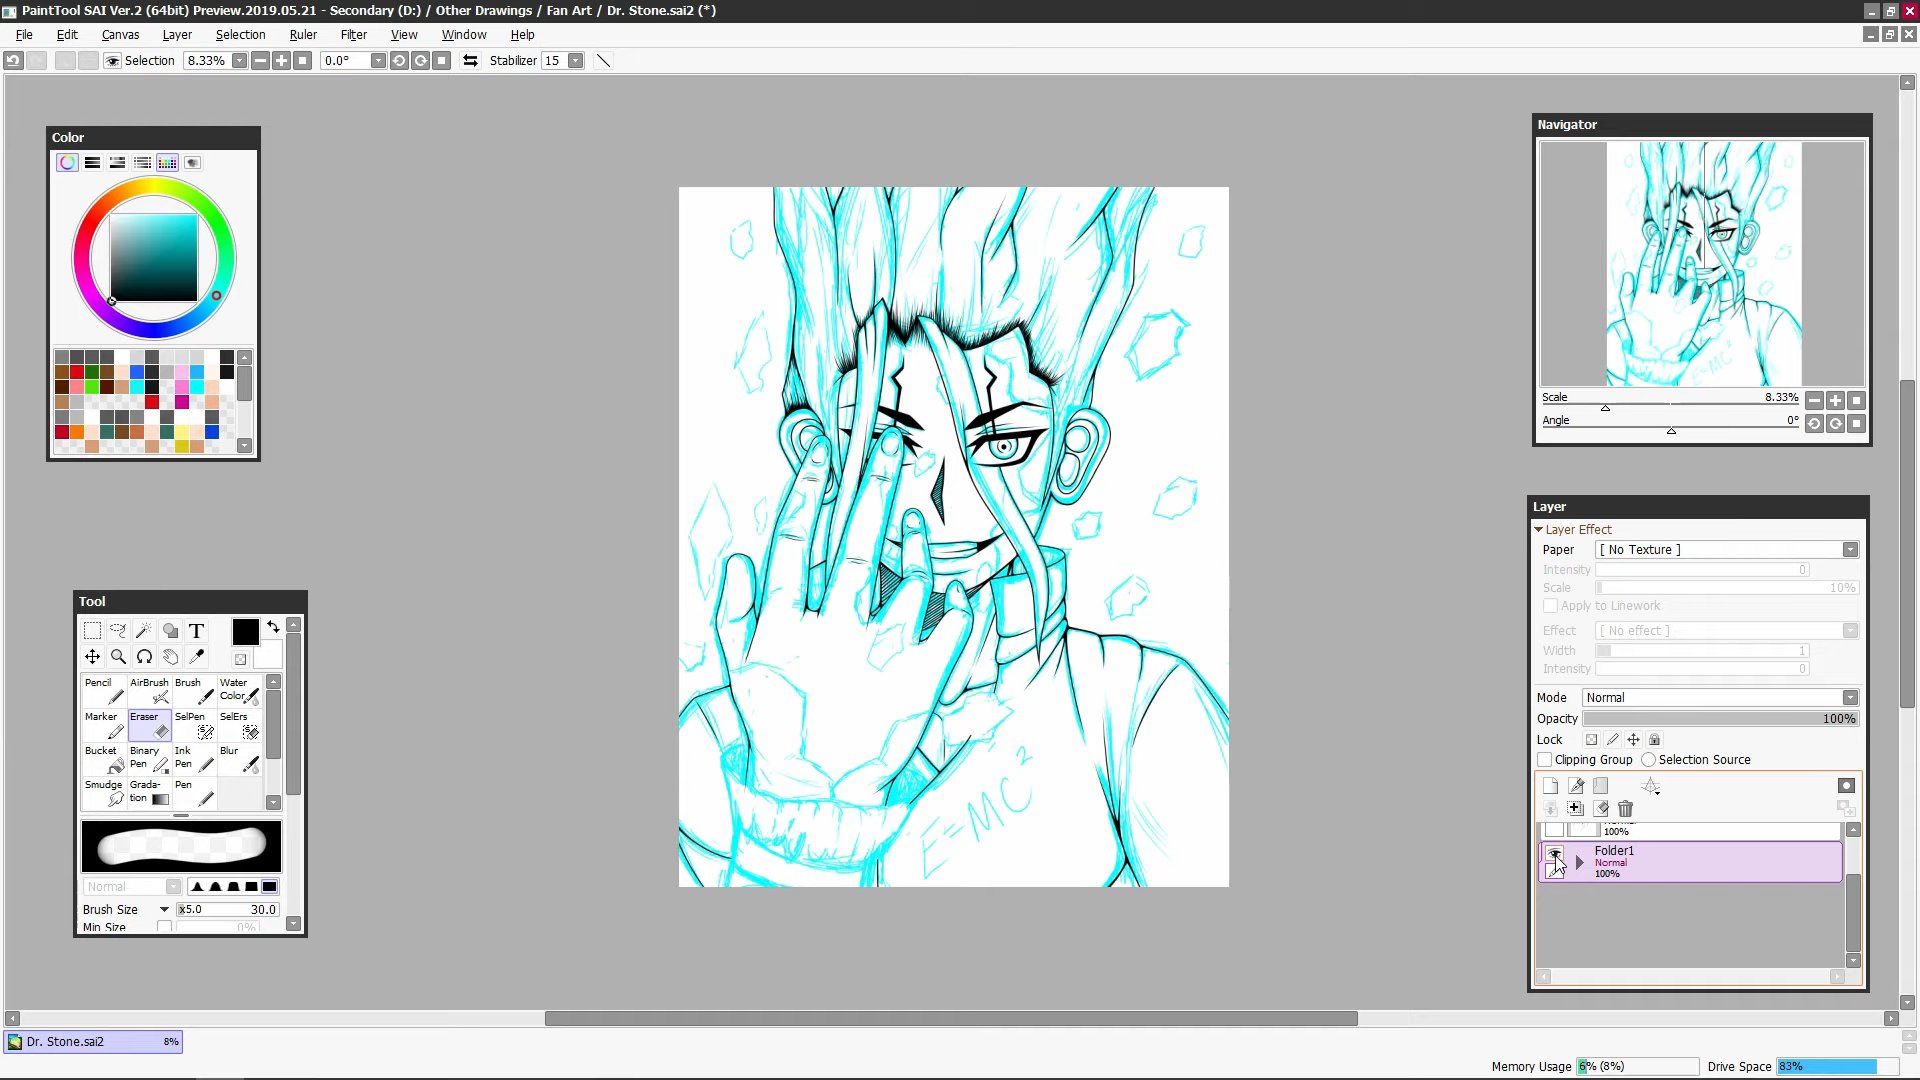 PaintTool SAI Ver.2 (64bit) Preview.2019.05.21 - Secondary (D:) / Other Drawings / Fan Art / Dr. Stone.sai2 (*)
File Edit Canvas Layer Selection Ruler Filter View Window Help
Selection 8.33% 0.0° Stabilizer 15
Color
Navigator
Scale 8.33%
Angle 0°
Layer
Layer Effect
Paper [ No Texture ]
Intensity 0
Scale 10%
Apply to Linework
Effect [ No effect ]
Width 1
Intensity 0
Mode Normal
Opacity 100%
Lock
Clipping Group Selection Source
100%
Folder1
Normal
100%
Tool
T
Pencil AirBrush Brush Water Color
Marker Eraser SelPen SelErs
Bucket Binary Pen Ink Pen Blur
Smudge Grada-tion Pen
Normal
Brush Size x5.0 30.0
Min Size 0%
E=MC²
Dr. Stone.sai2 8%
Memory Usage 6% (8%) Drive Space 83%